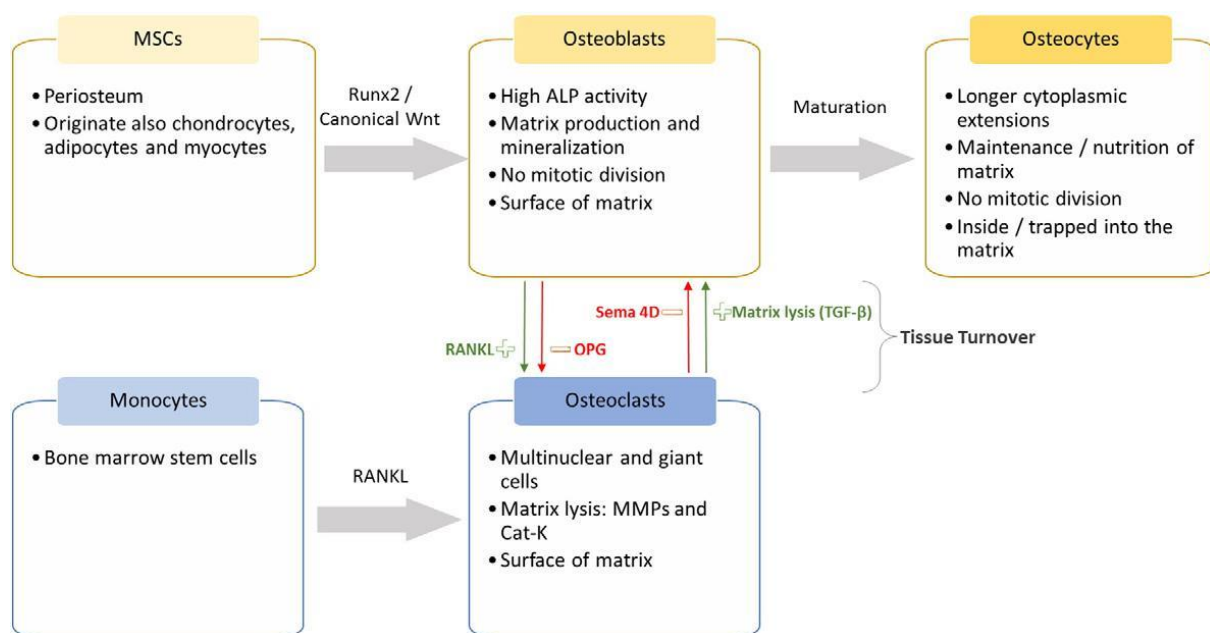 MSCs
• Periosteum
• Originate also chondrocytes,
adipocytes and myocytes
Runx2 /
Canonical Wnt
Osteoblasts
• High ALP activity
• Matrix production and
mineralization
• No mitotic division
• Surface of matrix
Maturation
Osteocytes
• Longer cytoplasmic
extensions
• Maintenance / nutrition of
matrix
• No mitotic division
• Inside / trapped into the
matrix
RANKL +
− OPG
Sema 4D −
+ Matrix lysis (TGF-β)
Tissue Turnover
Monocytes
• Bone marrow stem cells
RANKL
Osteoclasts
• Multinuclear and giant
cells
• Matrix lysis: MMPs and
Cat-K
• Surface of matrix